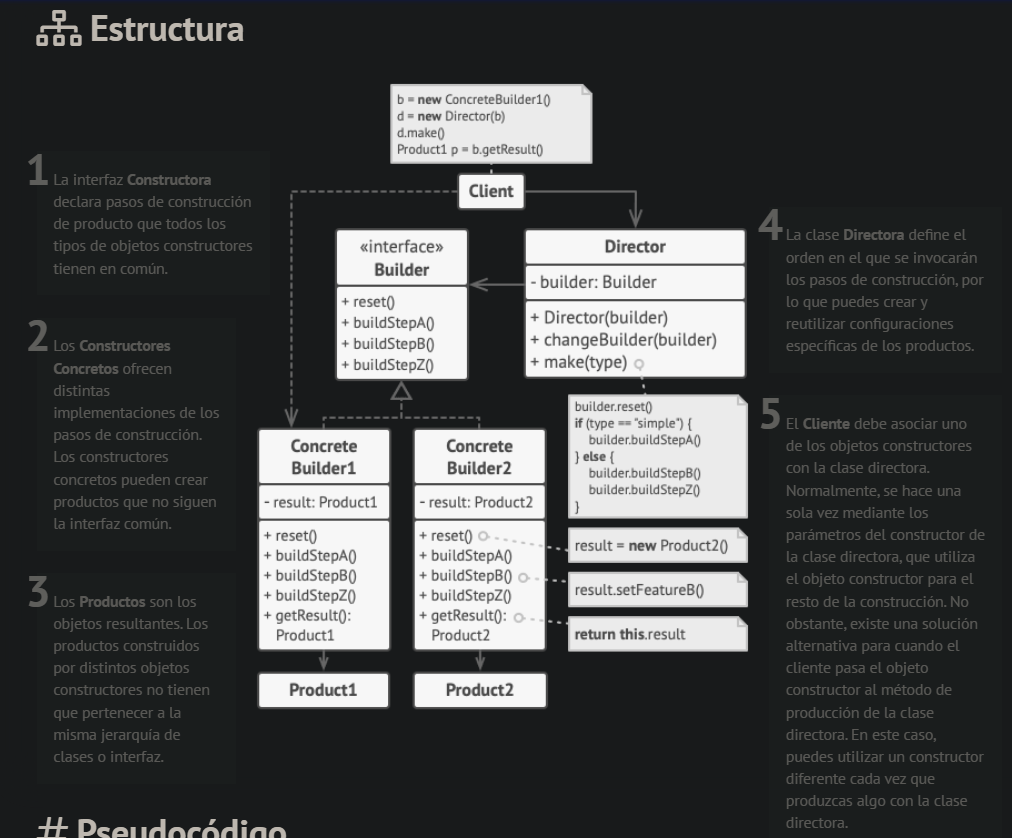 Estructura
b = new ConcreteBuilder1()
d = new Director(b)
d.make()
Product1 p = b.getResult()
Client
1
La interfaz Constructora
declara pasos de construcción
de producto que todos los
tipos de objetos constructores
tienen en común.
2
Los Constructores
Concretos ofrecen
distintas
implementaciones de los
pasos de construcción.
Los constructores
concretos pueden crear
productos que no siguen
la interfaz común.
3
Los Productos son los
objetos resultantes. Los
productos construidos
por distintos objetos
constructores no tienen
que pertenecer a la
misma jerarquía de
clases o interfaz.
«interface»
Builder
+ reset()
+ buildStepA()
+ buildStepB()
+ buildStepZ()
Director
- builder: Builder
+ Director(builder)
+ changeBuilder(builder)
+ make(type)
builder.reset()
if (type == "simple") {
builder.buildStepA()
} else {
builder.buildStepB()
builder.buildStepZ()
}
Concrete
Builder1
- result: Product1
+ reset()
+ buildStepA()
+ buildStepB()
+ buildStepZ()
+ getResult():
Product1
Concrete
Builder2
- result: Product2
+ reset()
+ buildStepA()
+ buildStepB()
+ buildStepZ()
+ getResult():
Product2
result = new Product2()
result.setFeatureB()
return this.result
Product1
Product2
4
La clase Directora define el
orden en el que se invocarán
los pasos de construcción, por
lo que puedes crear y
reutilizar configuraciones
específicas de los productos.
5
El Cliente debe asociar uno
de los objetos constructores
con la clase directora.
Normalmente, se hace una
sola vez mediante los
parámetros del constructor de
la clase directora, que utiliza
el objeto constructor para el
resto de la construcción. No
obstante, existe una solución
alternativa para cuando el
cliente pasa el objeto
constructor al método de
producción de la clase
directora. En este caso,
puedes utilizar un constructor
diferente cada vez que
produzcas algo con la clase
directora.
# Pseudocódigo